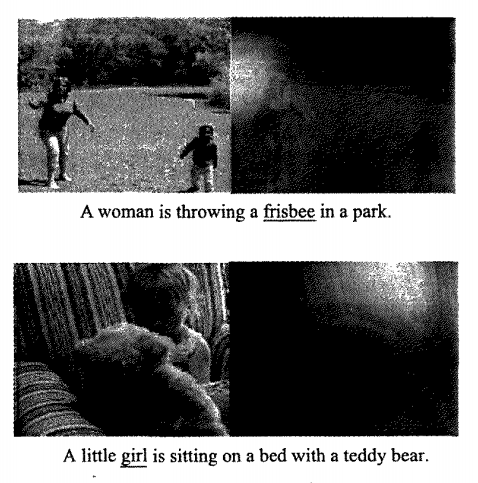 A woman is throwing a frisbee in a park.
A little girl is sitting on a bed with a teddy bear.